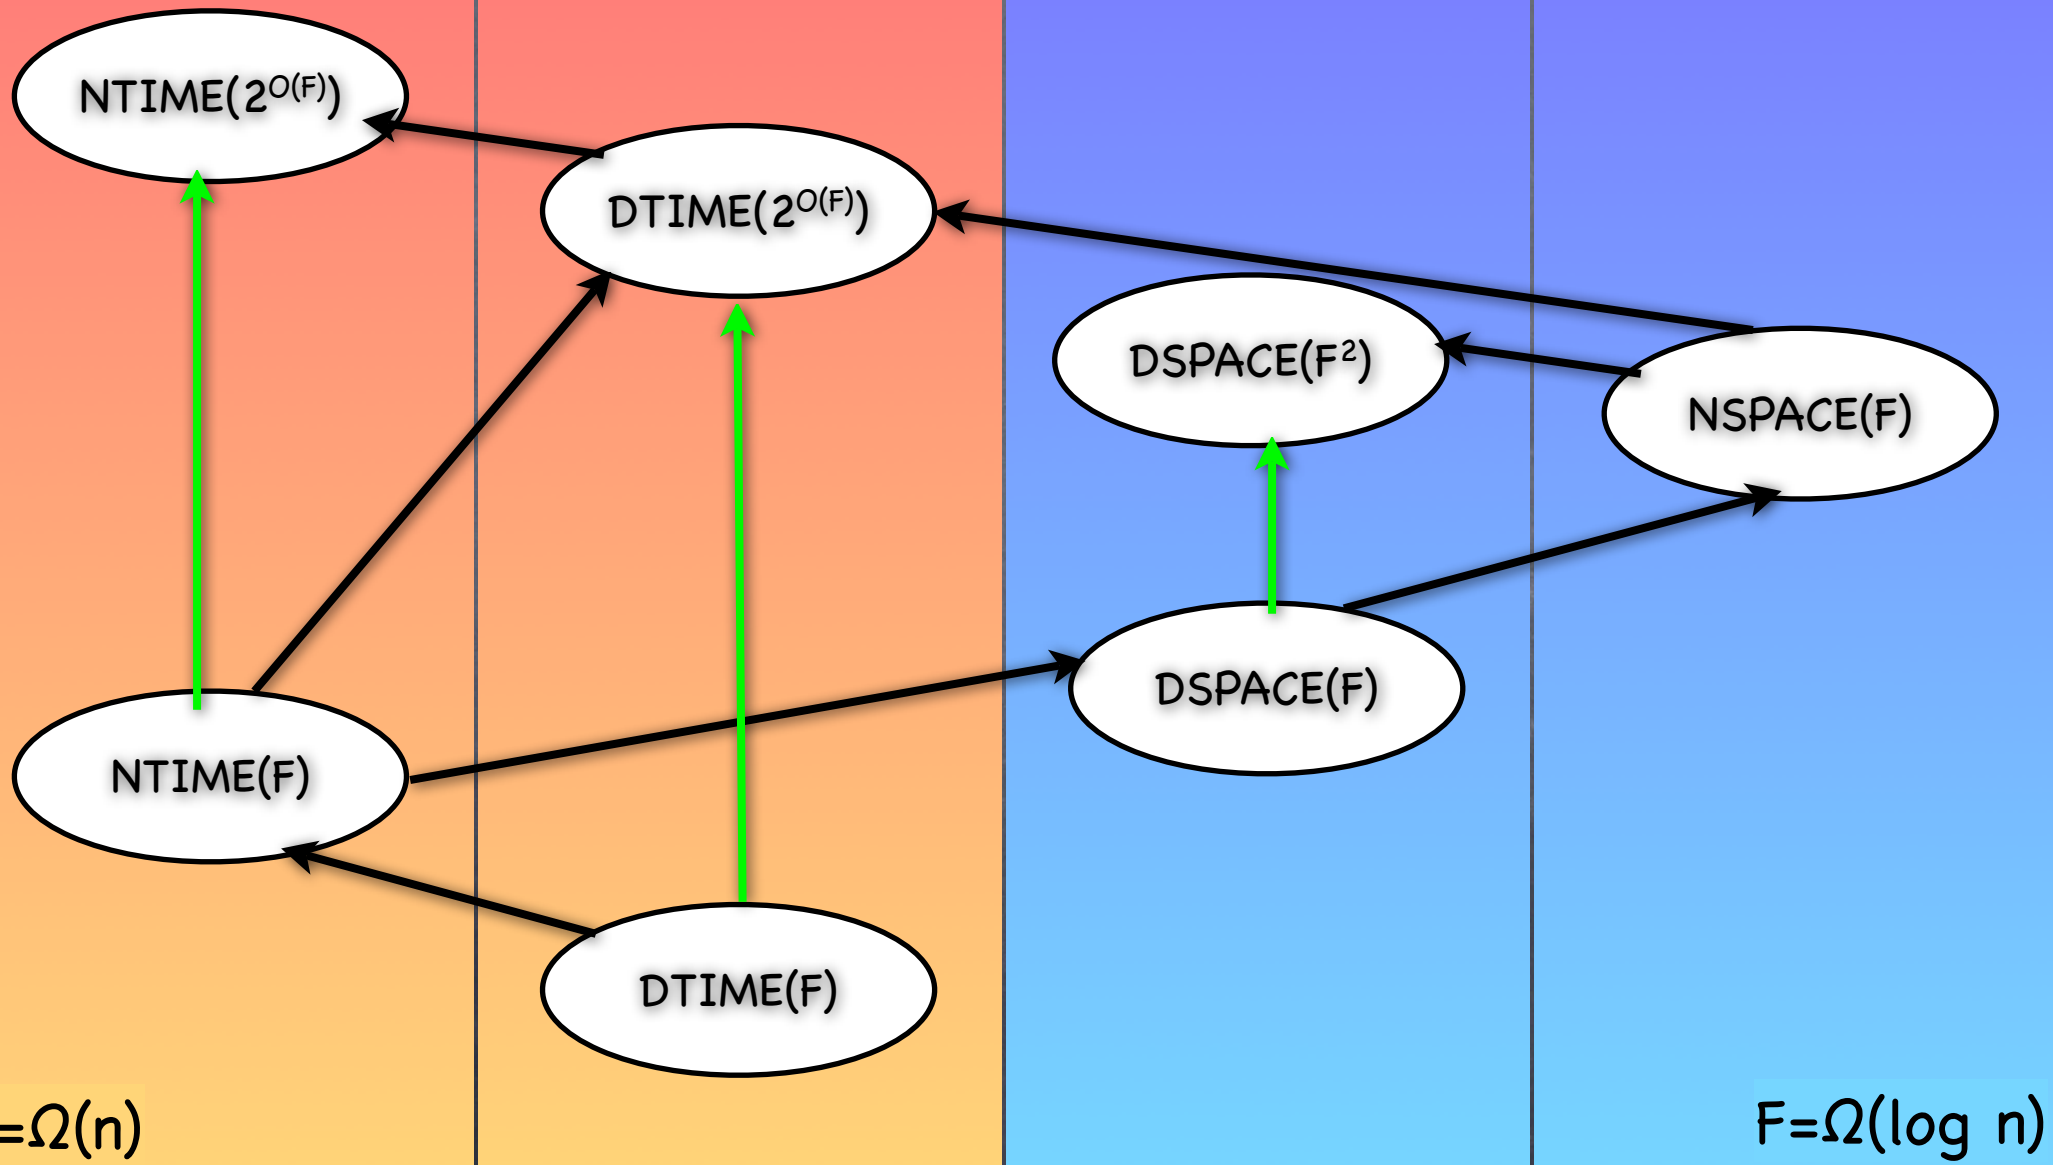 NTIME(2^O(F))
DTIME(2^O(F))
DSPACE(F²)
NSPACE(F)
DSPACE(F)
NTIME(F)
DTIME(F)
=Ω(n)
F=Ω(log n)